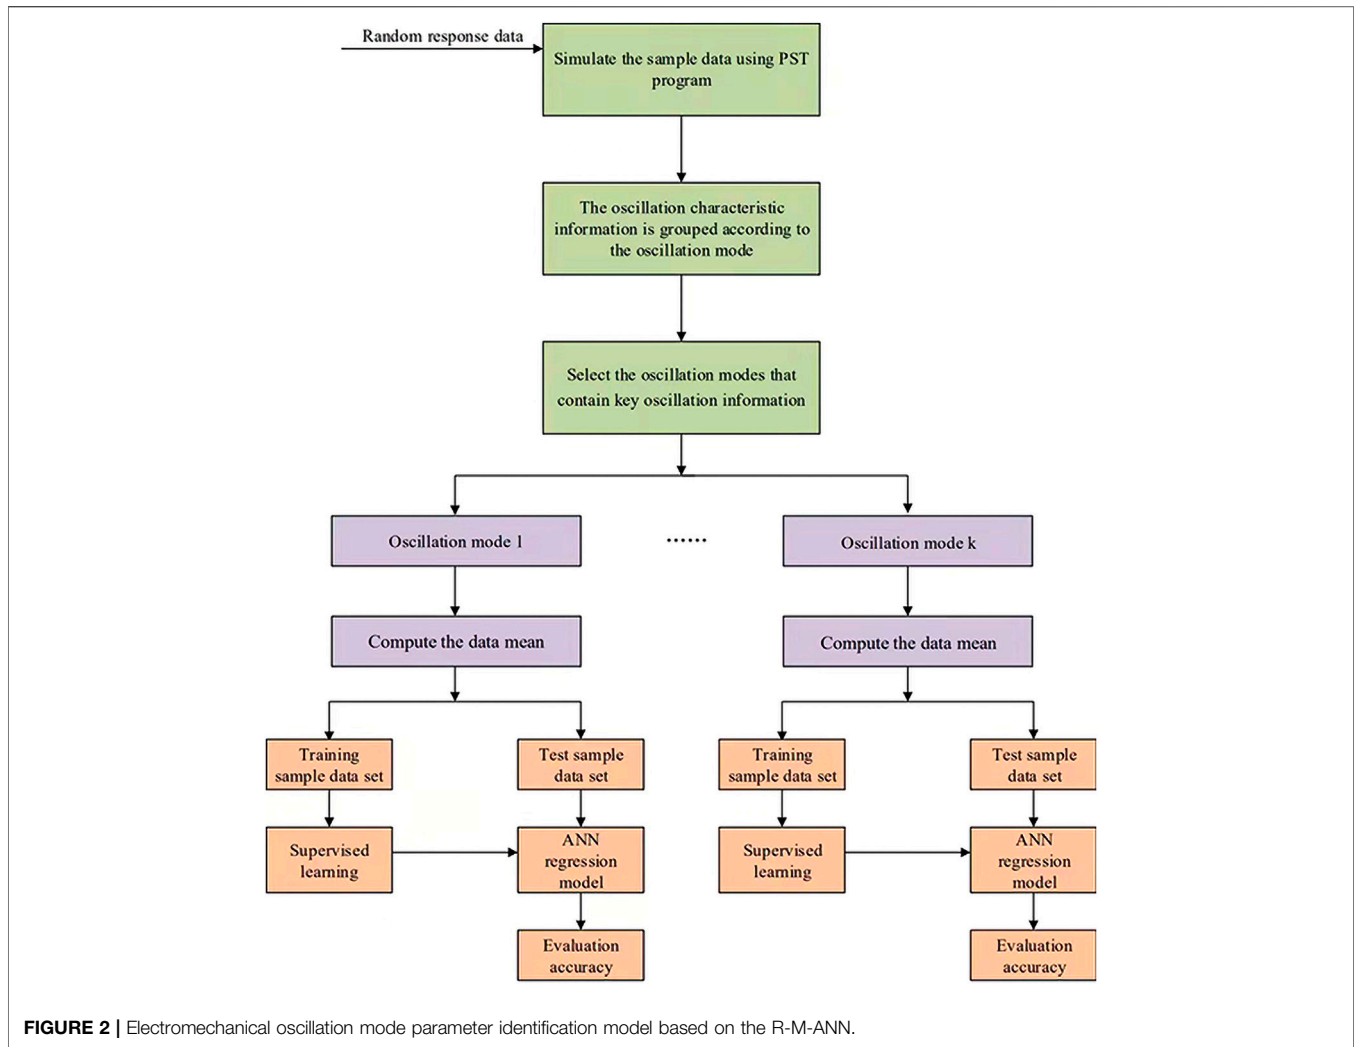 Random response data
Simulate the sample data using PST
program
The oscillation characteristic
information is grouped according to
the oscillation mode
Select the oscillation modes that
contain key oscillation information
Oscillation mode 1
......
Oscillation mode k
Compute the data mean
Compute the data mean
Training
sample data set
Test sample
data set
Training
sample data set
Test sample
data set
Supervised
learning
ANN
regression
model
Supervised
learning
ANN
regression
model
Evaluation
accuracy
Evaluation
accuracy
FIGURE 2 | Electromechanical oscillation mode parameter identification model based on the R-M-ANN.